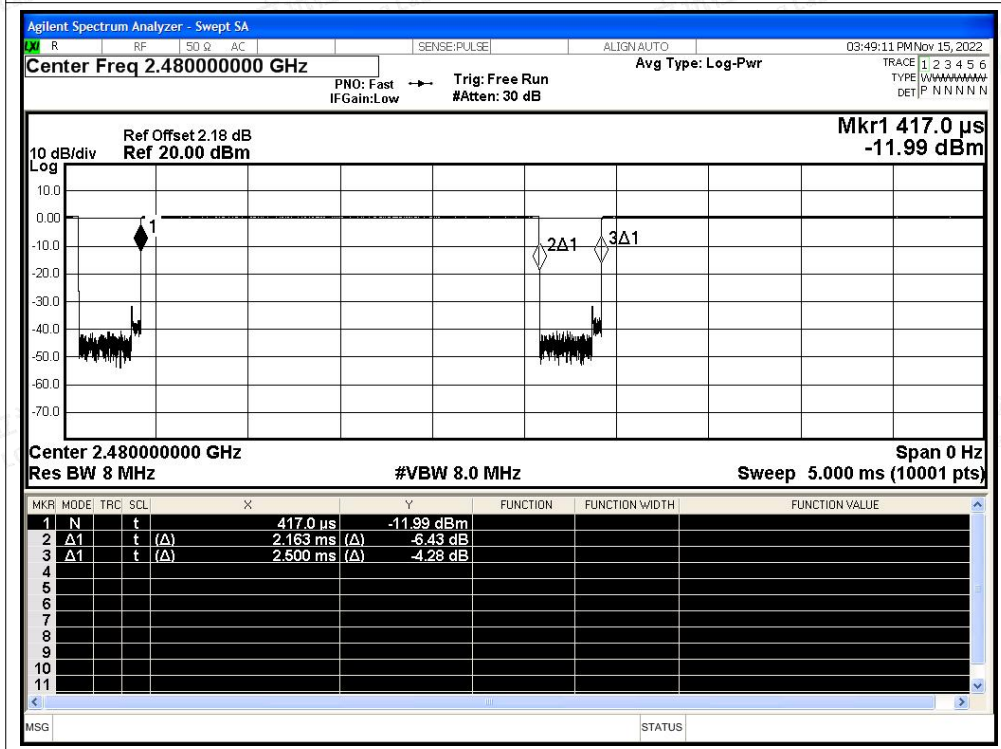 Agilent Spectrum Analyzer - Swept SA
LXI R RF 50 Ω AC SENSE:PULSE ALIGN AUTO 03:49:11 PM Nov 15, 2022
Center Freq 2.480000000 GHz
PNO: Fast Trig: Free Run Avg Type: Log-Pwr TRACE 1 2 3 4 5 6
IFGain:Low #Atten: 30 dB TYPE
DET P N N N N N
Ref Offset 2.18 dB Mkr1 417.0 µs
10 dB/div Ref 20.00 dBm -11.99 dBm
Log
10.0
0.00
1
-10.0
2Δ1 3Δ1
-20.0
-30.0
-40.0
-50.0
-60.0
-70.0
Center 2.480000000 GHz Span 0 Hz
Res BW 8 MHz #VBW 8.0 MHz Sweep 5.000 ms (10001 pts)
MKR MODE TRC SCL X Y FUNCTION FUNCTION WIDTH FUNCTION VALUE
1 N t 417.0 µs -11.99 dBm
2 Δ1 t (Δ) 2.163 ms (Δ) -6.43 dB
3 Δ1 t (Δ) 2.500 ms (Δ) -4.28 dB
4
5
6
7
8
9
10
11
MSG STATUS